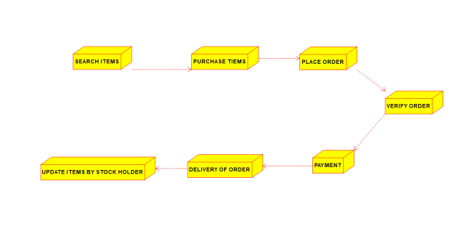 SEARCH ITEMS
PURCHASE TIEMS
PLACE ORDER
VERIFY ORDER
PAYMENT
DELIVERY OF ORDER
UPDATE ITEMS BY STOCK HOLDER